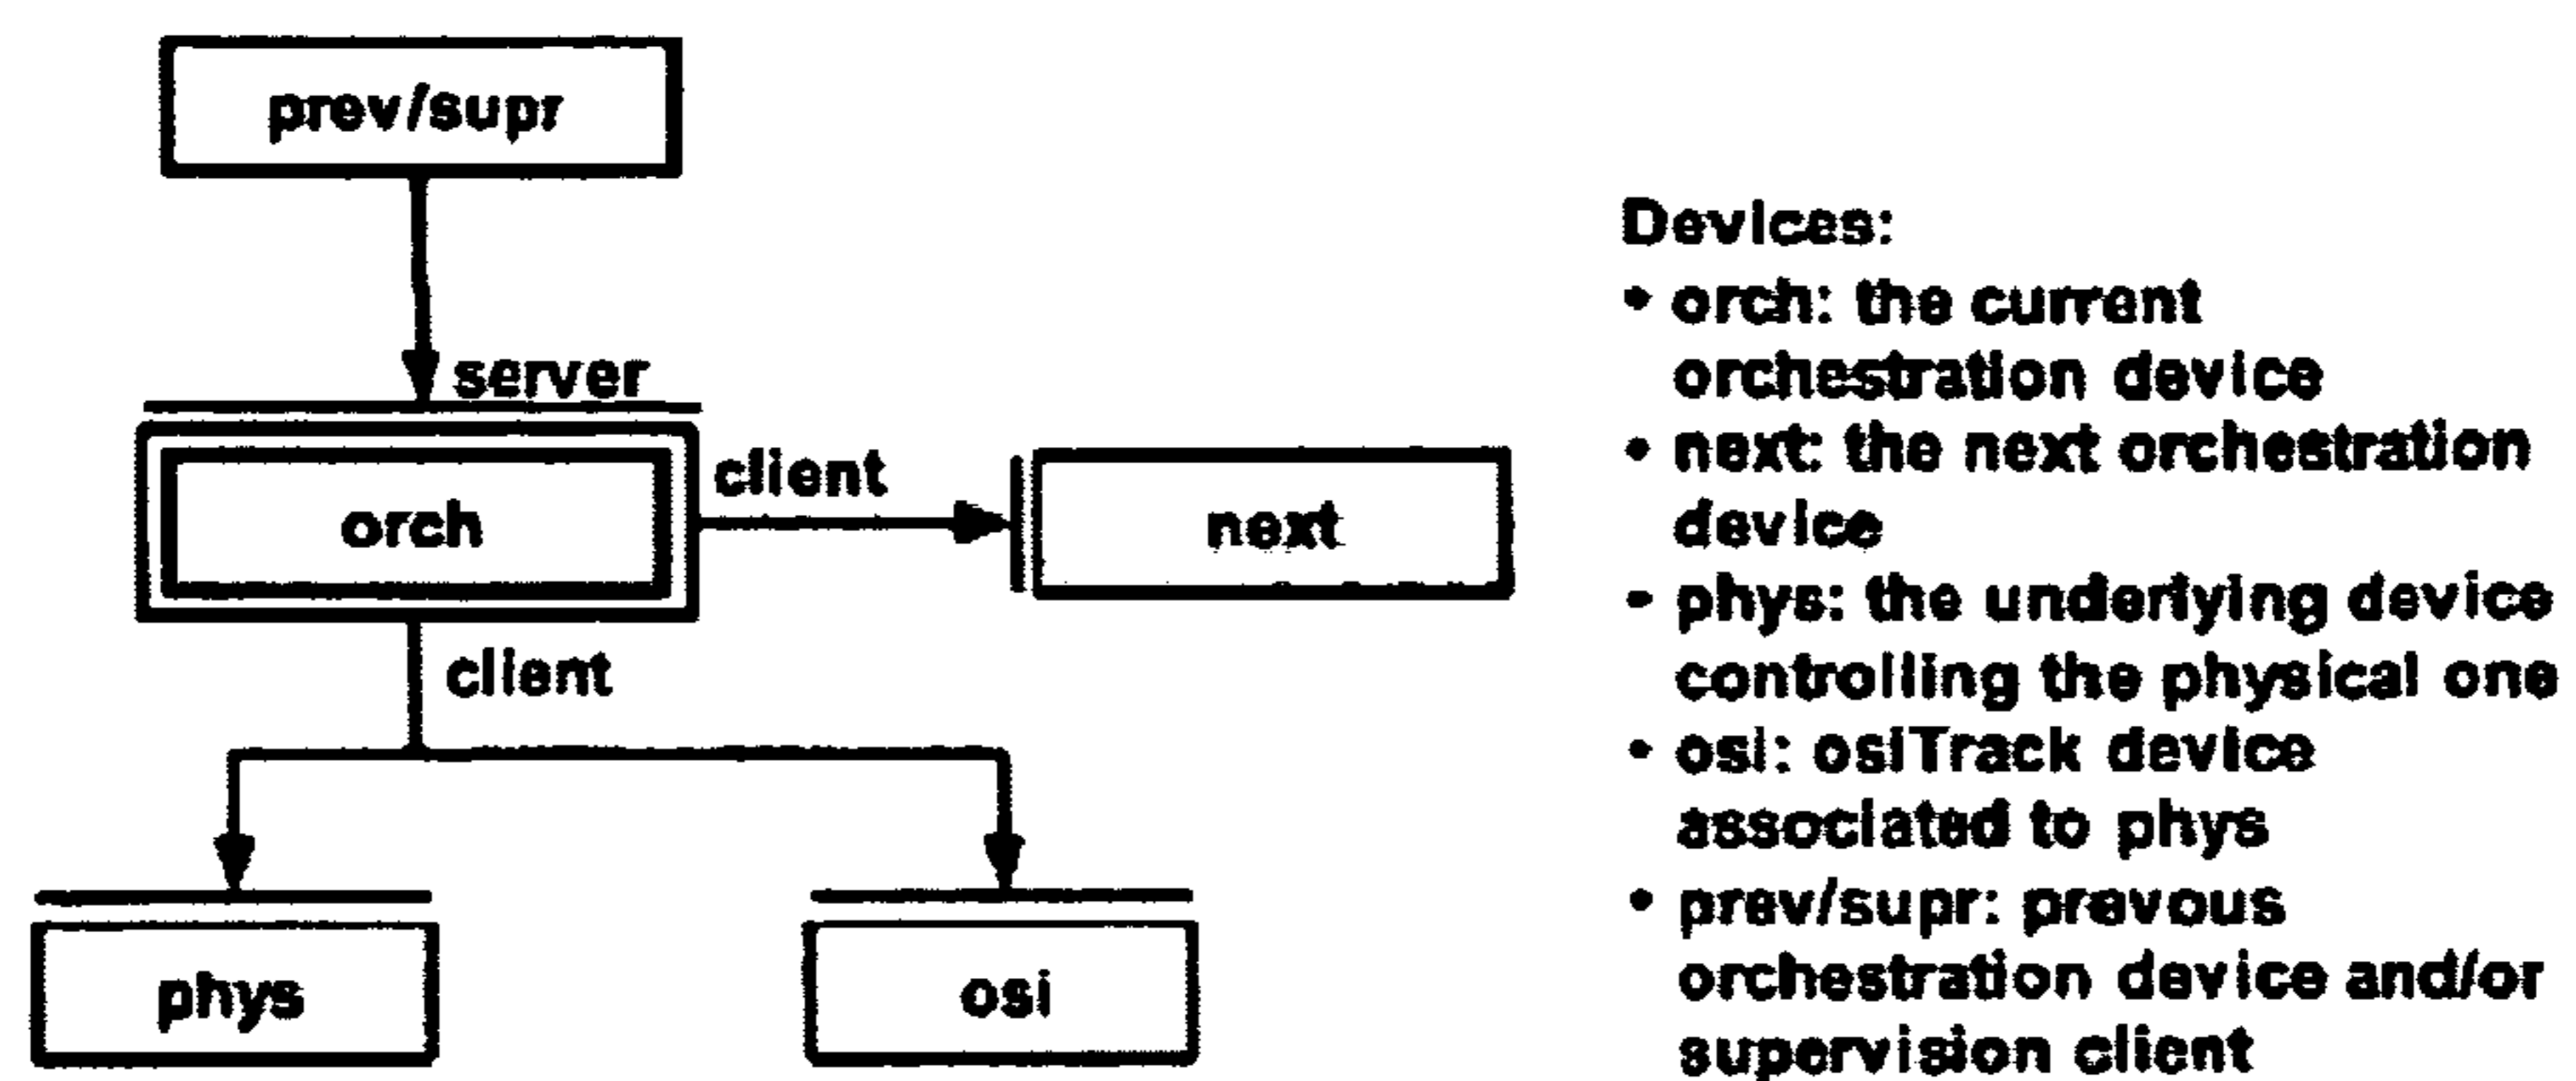 prev/supr
server
orch
client
next
client
phys
osi
Devices:
• orch: the current
orchestration device
• next: the next orchestration
device
- phys: the underlying device
controlling the physical one
• osi: osiTrack device
associated to phys
• prev/supr: prevous
orchestration device and/or
supervision client